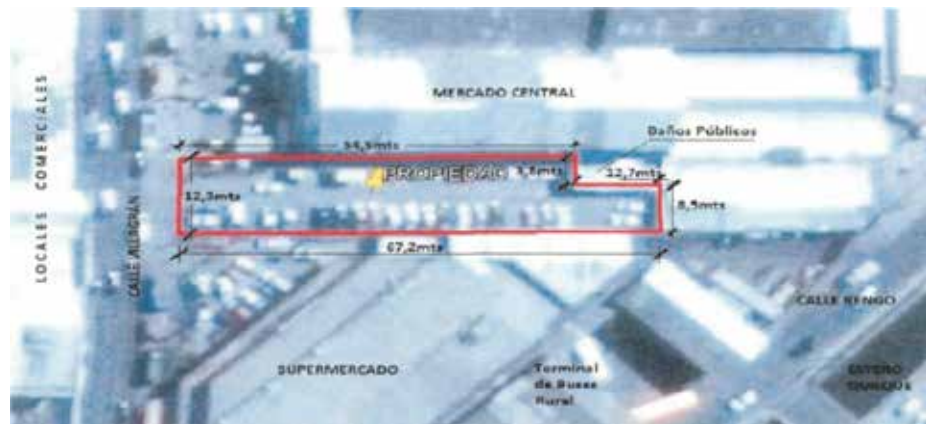 LOCALES COMERCIALES
CALLE ALAGRAN
MERCADO CENTRAL
Baños Públicos
54,5mts
PROPIEDAD
3,8mts
12,7mts
12,3mts
8,5mts
67,2mts
CALLE RENGO
SUPERMERCADO
Terminal
de Buses
Rural
ESTERO